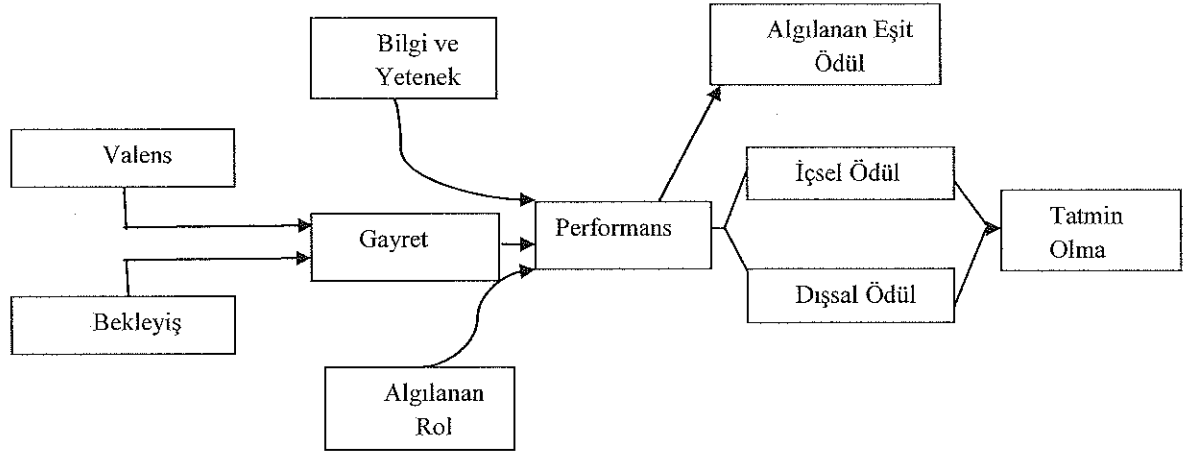 Bilgi ve
Yetenek
Algılanan Eşit
Ödül
Valens
İçsel Ödül
Gayret
Performans
Tatmin
Olma
Bekleyiş
Dışsal Ödül
Algılanan
Rol